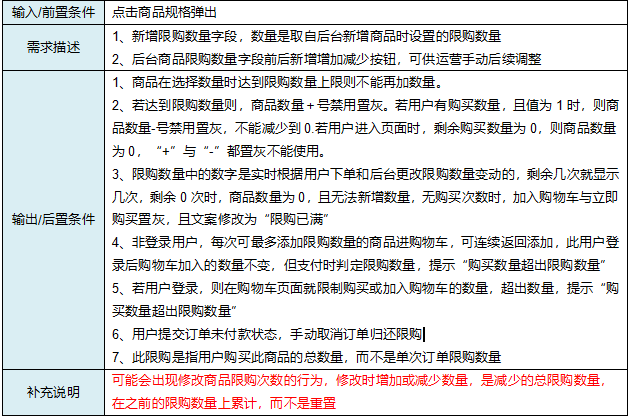 输入/前置条件
点击商品规格弹出
需求描述
1、新增限购数量字段，数量是取自后台新增商品时设置的限购数量
2、后台商品限购数量字段前后新增增加减少按钮，可供运营手动后续调整
输出/后置条件
1、商品在选择数量时达到限购数量上限则不能再加数量。
2、若达到限购数量则，商品数量＋号禁用置灰。若用户有购买数量，且值为 1 时，则商
品数量-号禁用置灰，不能减少到 0.若用户进入页面时，剩余购买数量为 0，则商品数量
为 0，“+”与“-”都置灰不能使用。
3、限购数量中的数字是实时根据用户下单和后台更改限购数量变动的，剩余几次就显示
几次，剩余 0 次时，商品数量为 0，且无法新增数量，无购买次数时，加入购物车与立即
购买置灰，且文案修改为“限购已满”
4、非登录用户，每次可最多添加限购数量的商品进购物车，可连续返回添加，此用户登
录后购物车加入的数量不变，但支付时判定限购数量，提示“购买数量超出限购数量”
5、若用户登录，则在购物车页面就限制购买或加入购物车的数量，超出数量，提示“购
买数量超出限购数量”
6、用户提交订单未付款状态，手动取消订单归还限购
7、此限购是指用户购买此商品的总数量，而不是单次订单限购数量
补充说明
可能会出现修改商品限购次数的行为，修改时增加或减少数量，是减少的总限购数量，
在之前的限购数量上累计，而不是重置